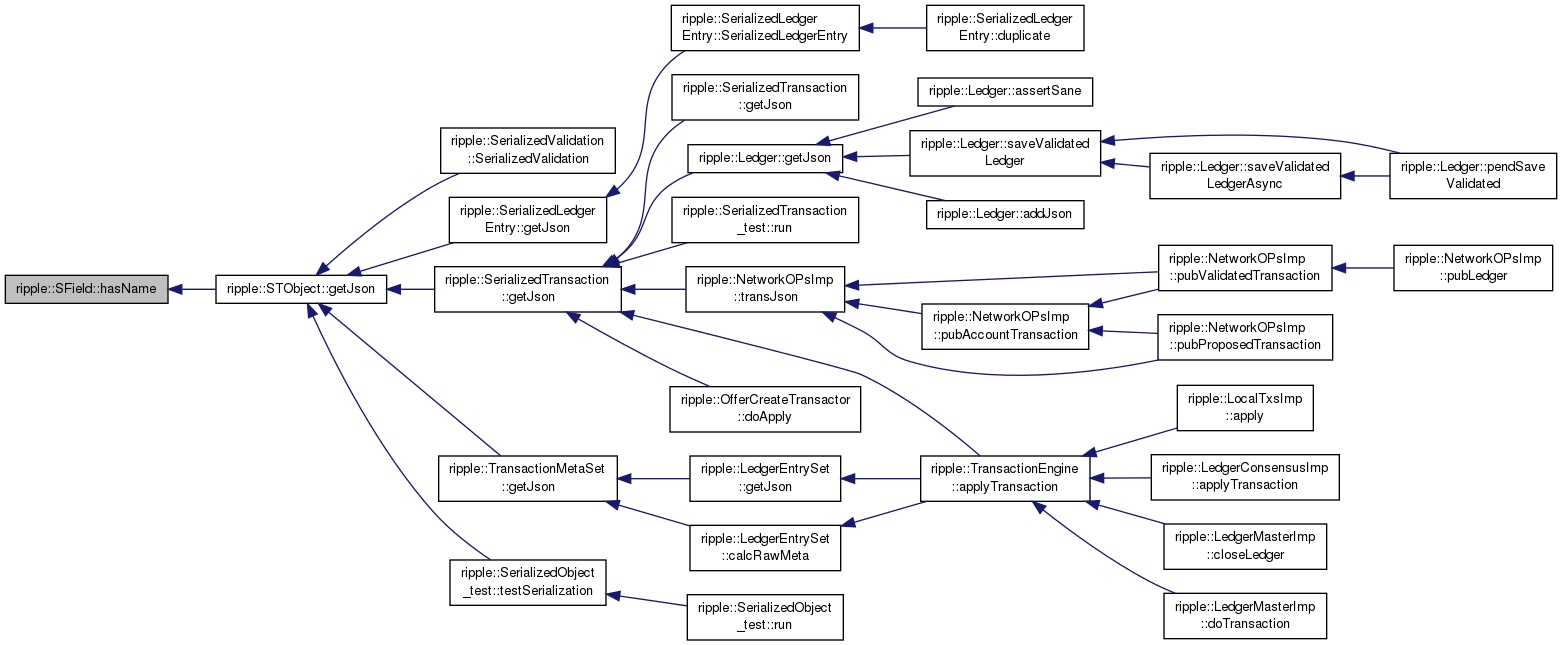 ripple::SField::hasName
ripple::STObject::getJson
ripple::SerializedValidation
::SerializedValidation
ripple::SerializedLedger
Entry::getJson
ripple::SerializedTransaction
::getJson
ripple::TransactionMetaSet
::getJson
ripple::SerializedObject
_test::testSerialization
ripple::SerializedLedger
Entry::SerializedLedgerEntry
ripple::SerializedTransaction
::getJson
ripple::Ledger::getJson
ripple::SerializedTransaction
_test::run
ripple::NetworkOPsImp
::transJson
ripple::OfferCreateTransactor
::doApply
ripple::LedgerEntrySet
::getJson
ripple::LedgerEntrySet
::calcRawMeta
ripple::SerializedObject
_test::run
ripple::SerializedLedger
Entry::duplicate
ripple::Ledger::assertSane
ripple::Ledger::saveValidated
Ledger
ripple::Ledger::addJson
ripple::NetworkOPsImp
::pubAccountTransaction
ripple::TransactionEngine
::applyTransaction
ripple::Ledger::saveValidated
LedgerAsync
ripple::NetworkOPsImp
::pubValidatedTransaction
ripple::NetworkOPsImp
::pubProposedTransaction
ripple::LocalTxsImp
::apply
ripple::LedgerConsensusImp
::applyTransaction
ripple::LedgerMasterImp
::closeLedger
ripple::LedgerMasterImp
::doTransaction
ripple::Ledger::pendSave
Validated
ripple::NetworkOPsImp
::pubLedger